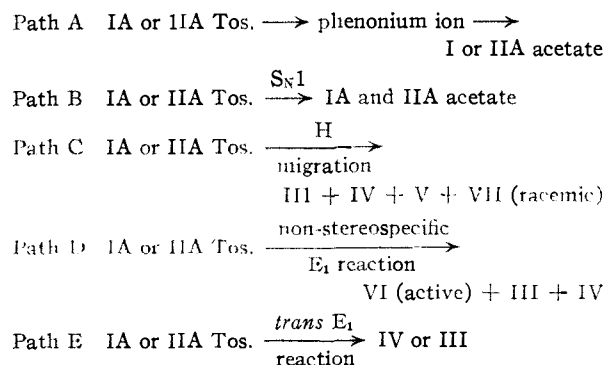 Path A IA or 1IA Tos. ⟶ phenonium ion ⟶
I or IIA acetate
Path B IA or IIA Tos. S_N1 ⟶ IA and IIA acetate
H
Path C IA or IIA Tos. ⟶
migration
III + IV + V + VII (racemic)
non-stereospecific
Path D IA or IIA Tos. ⟶
E₁ reaction
VI (active) + III + IV
trans E₁
Path E IA or IIA Tos. ⟶ IV or III
reaction